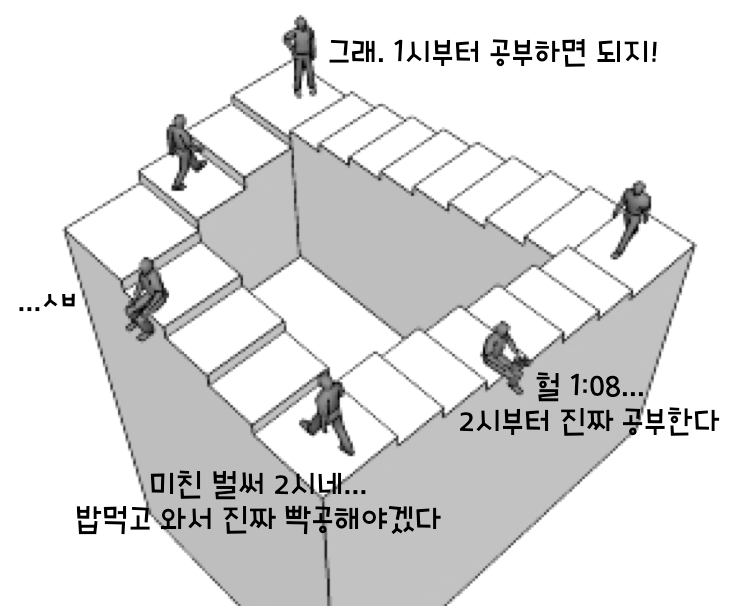 그래. 1시부터 공부하면 되지!
...ㅅㅂ
헐 1:08...
2시부터 진짜 공부한다
미친 벌써 2시네...
밥먹고 와서 진짜 빡공해야겠다